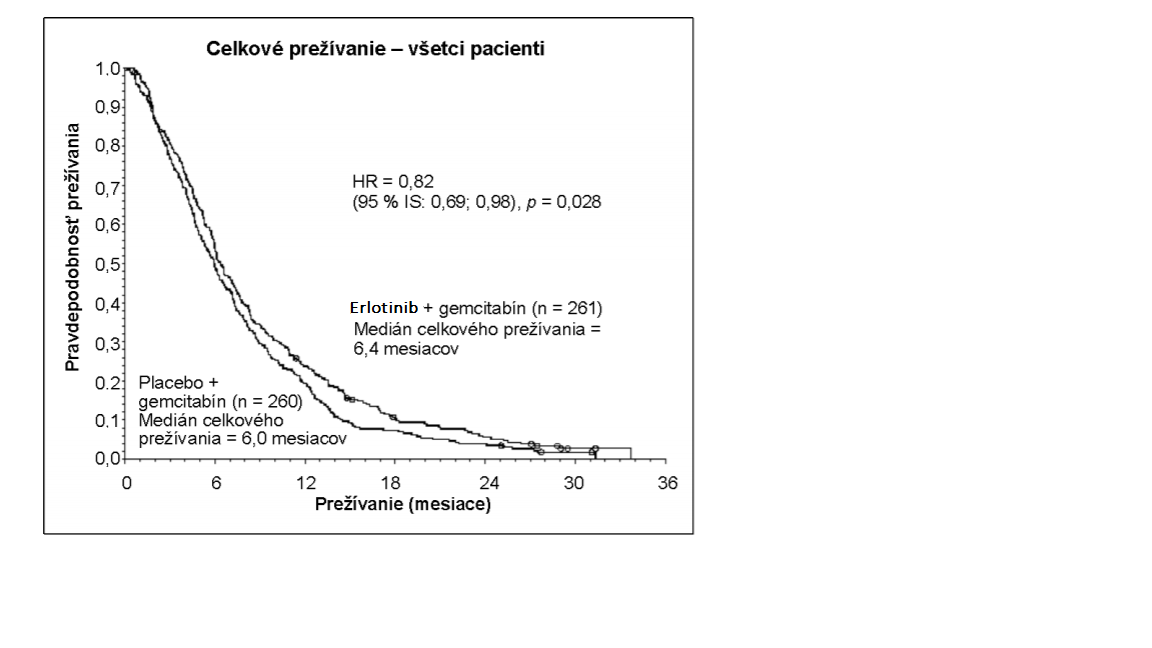 Celkové prežívanie – všetci pacienti
Pravdepodobnosť prežívania
1.0
0.9
0,8
0,7
0,6
0,5
0,4
0,3
0.2
0.1
0,0
HR = 0,82
(95 % IS: 0,69; 0,98), p = 0,028
Erlotinib + gemcitabín (n = 261)
Medián celkového prežívania =
6,4 mesiacov
Placebo +
gemcitabín (n = 260)
Medián celkového
prežívania = 6,0 mesiacov
0 6 12 18 24 30 36
Prežívanie (mesiace)